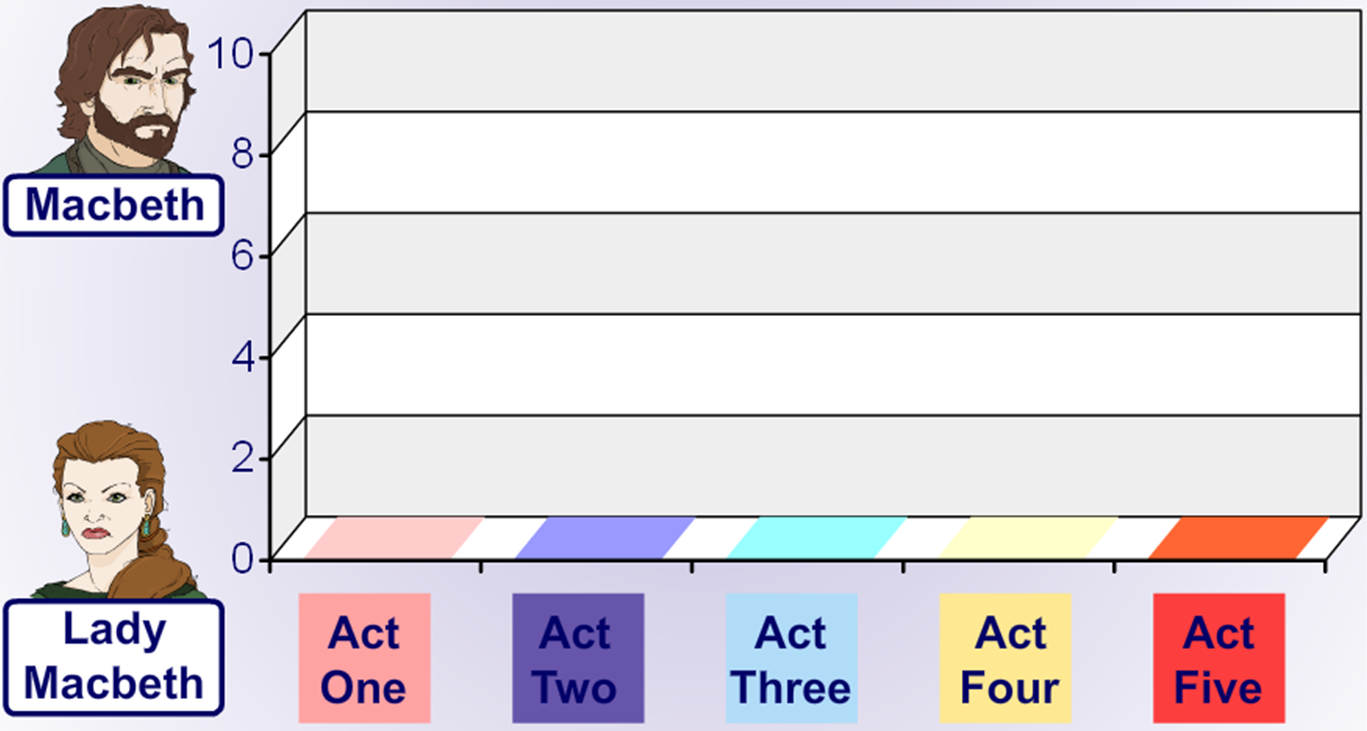 10
Macbeth
8
6
4
2
0
Lady
Macbeth
Act
One
Act
Two
Act
Three
Act
Four
Act
Five